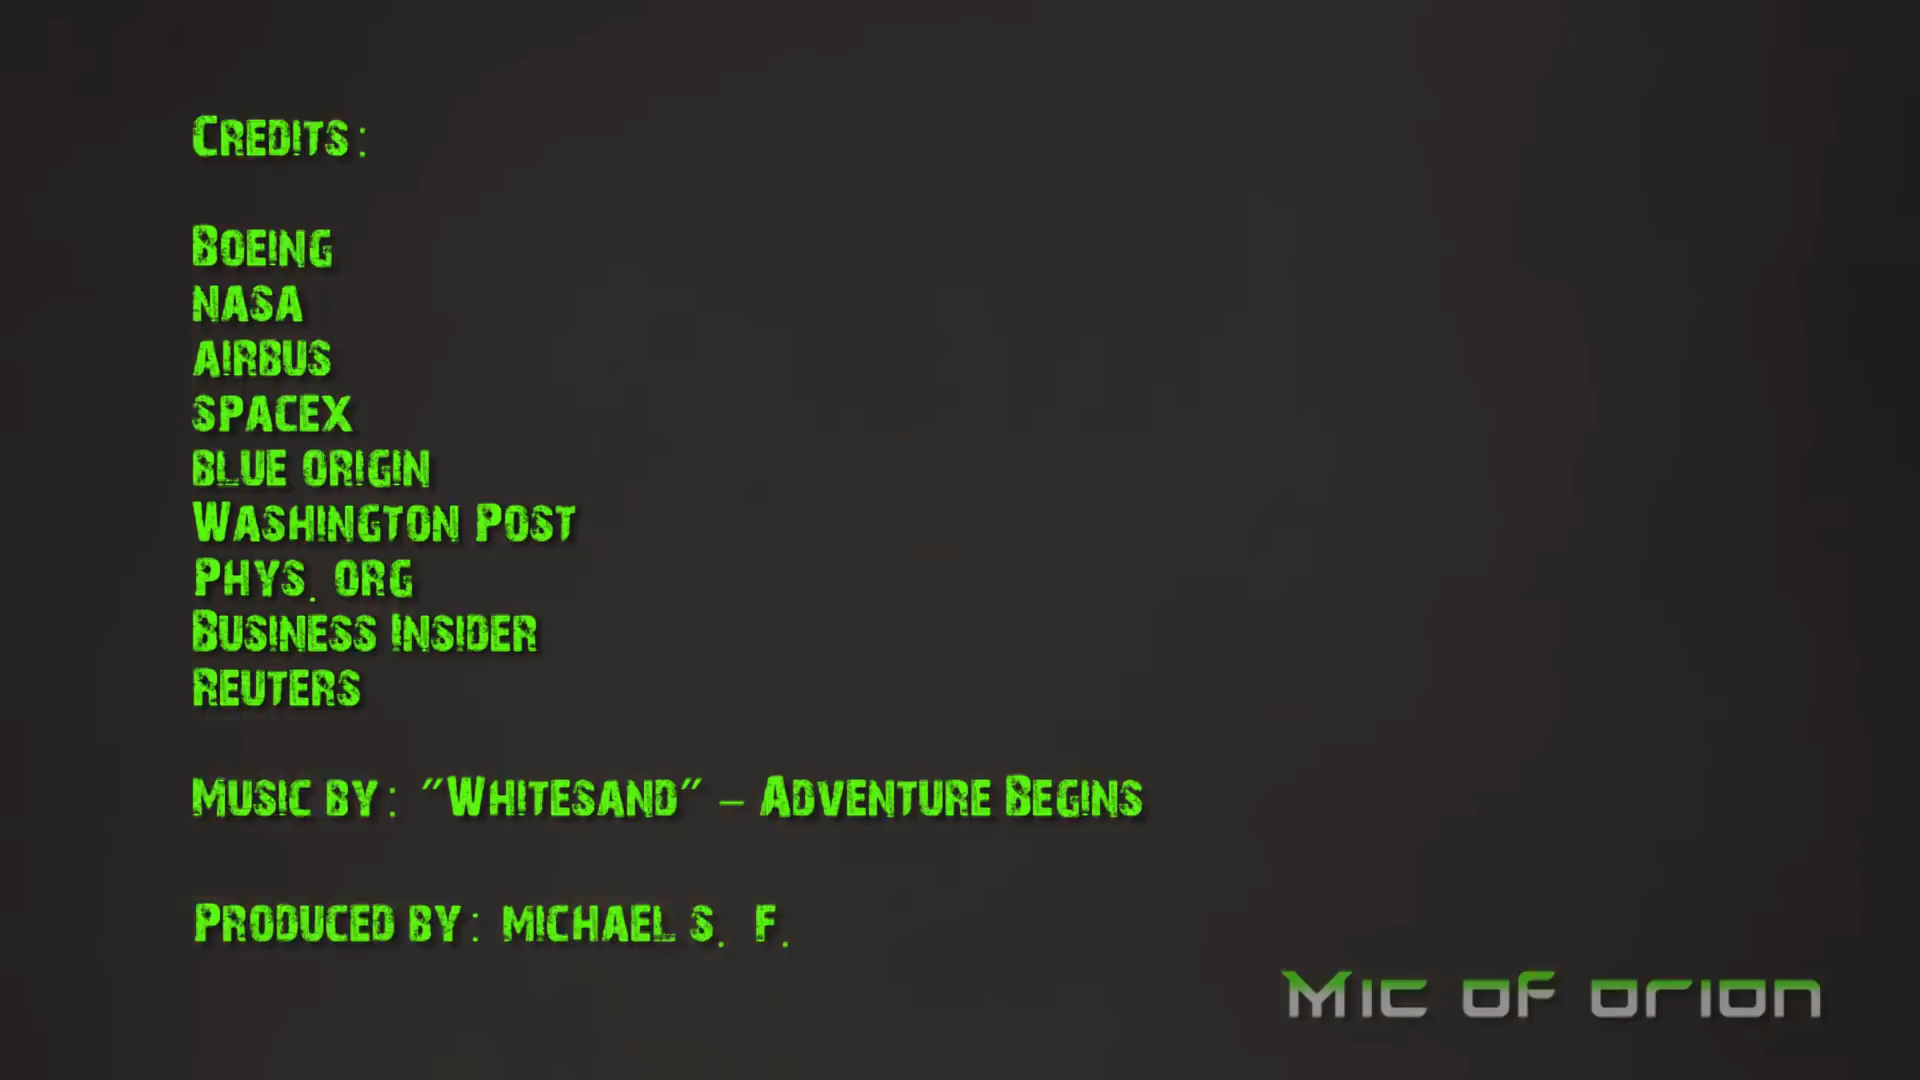 Credits:
Boeing
NASA
Airbus
SpaceX
Blue Origin
Washington Post
Phys. org
Business Insider
Reuters
Music by: "Whitesand" – Adventure Begins
Produced by: Michael S. F.
Mic of Orion